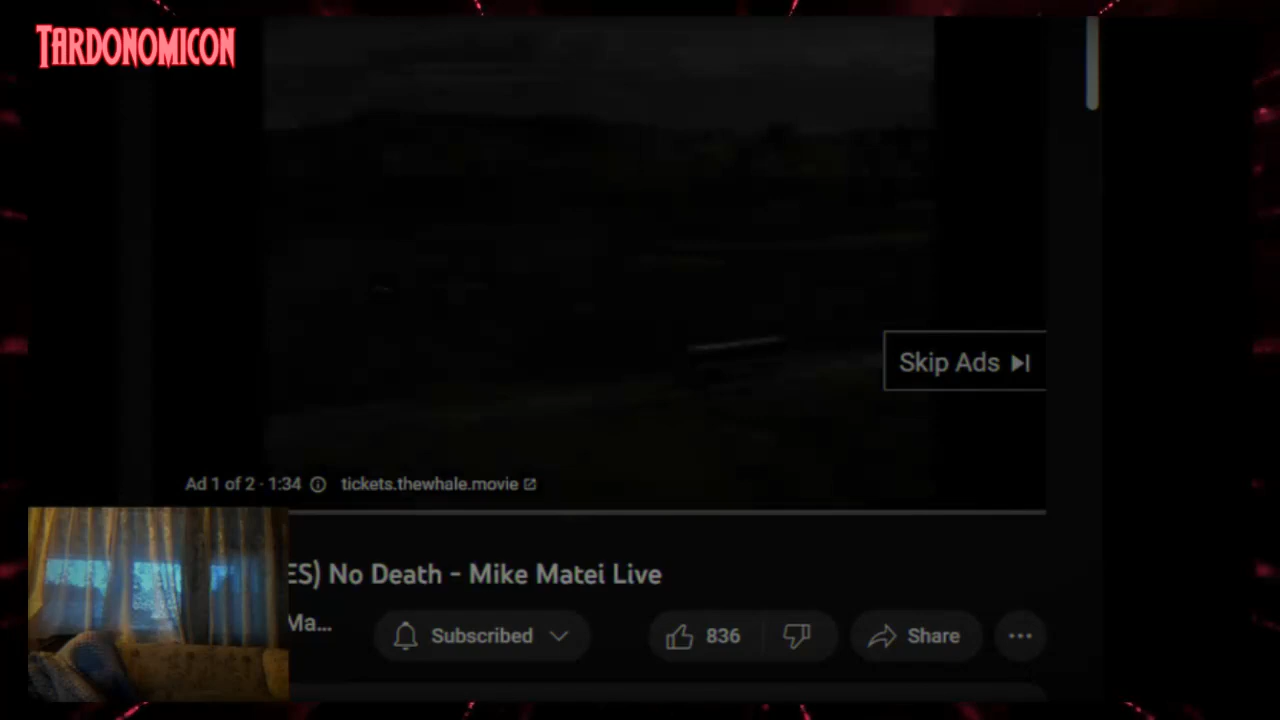 TARDONOMICON
Skip Ads
Ad 1 of 2 · 1:34 tickets.thewhale.movie
ES) No Death - Mike Matei Live
Ma... Subscribed 836 Share